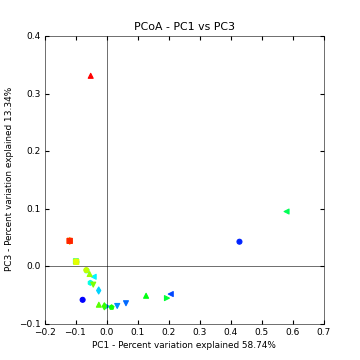 PCoA - PC1 vs PC3
PC3 - Percent variation explained 13.34%
0.4
0.3
0.2
0.1
0.0
−0.1
−0.2 −0.1 0.0 0.1 0.2 0.3 0.4 0.5 0.6 0.7
PC1 - Percent variation explained 58.74%